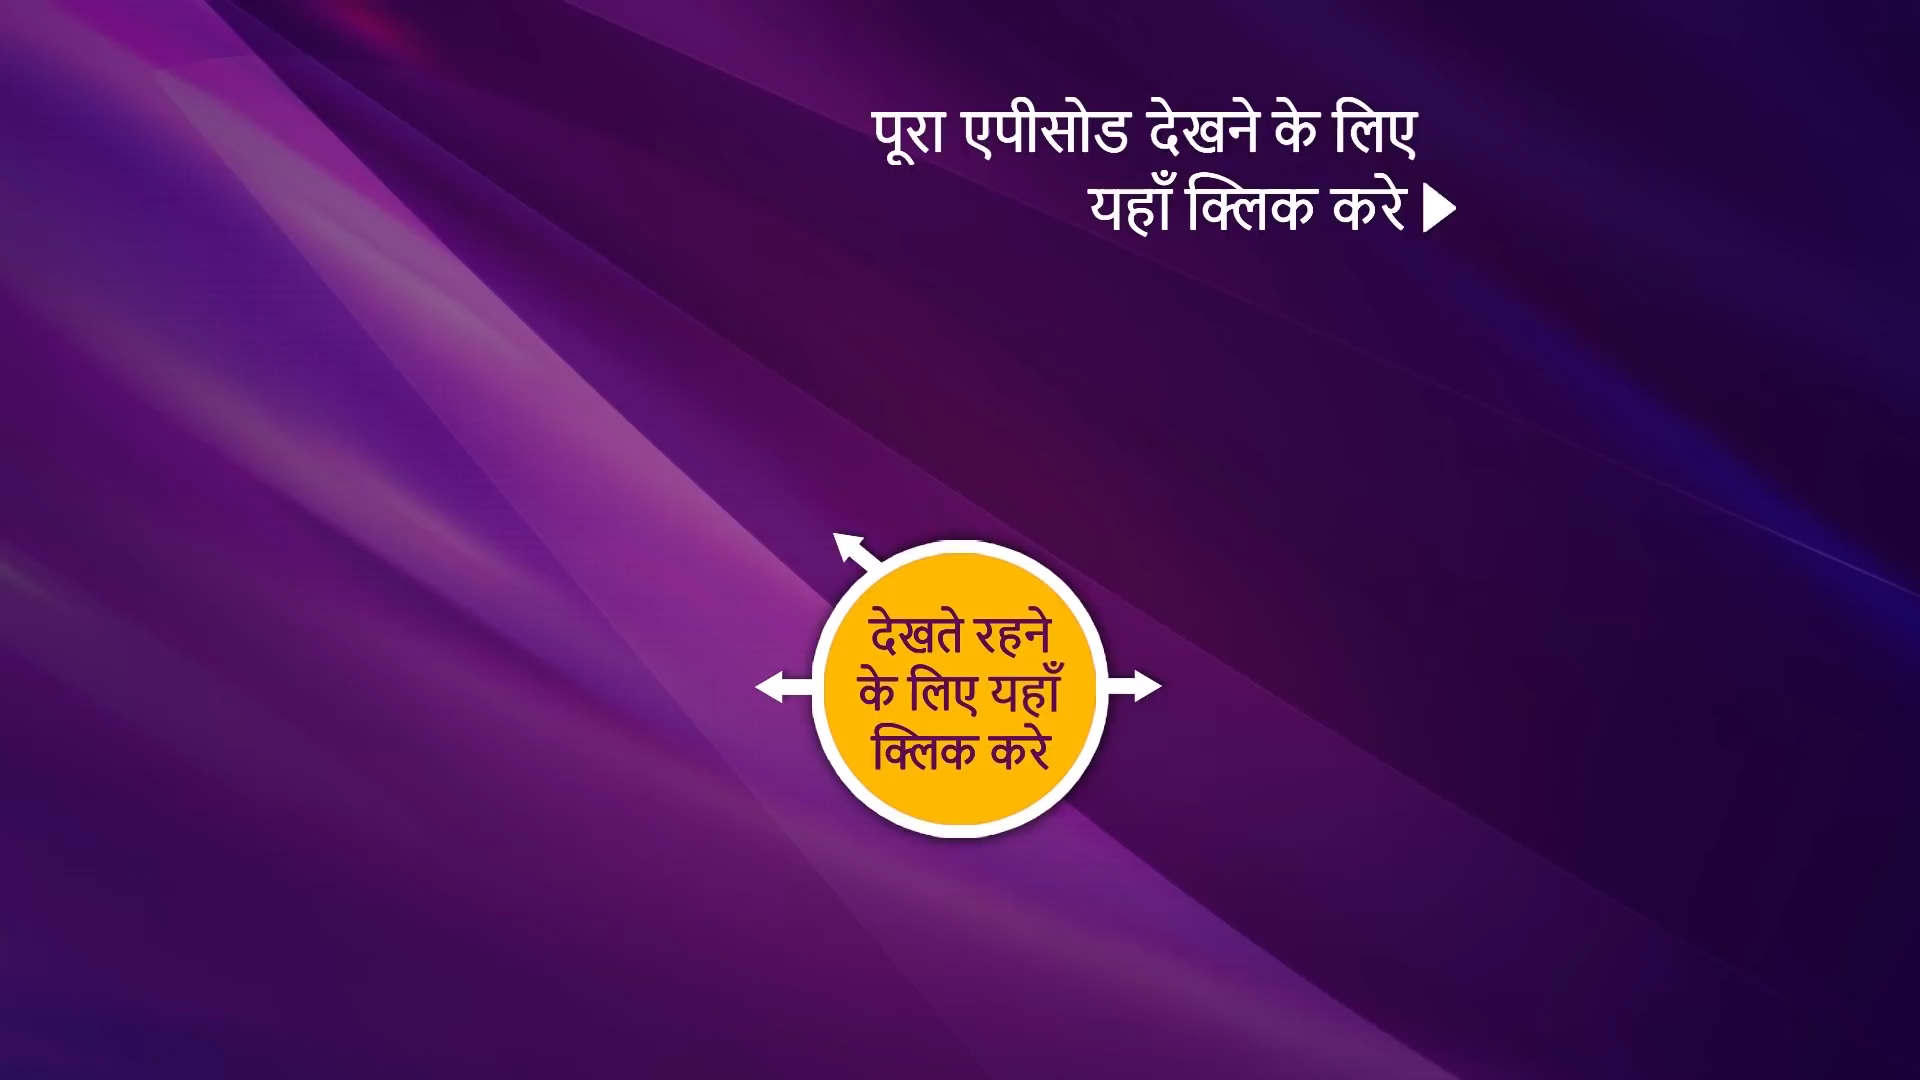 पूरा एपीसोड देखने के लिए
यहाँ क्लिक करे
देखते रहने
के लिए यहाँ
क्लिक करे